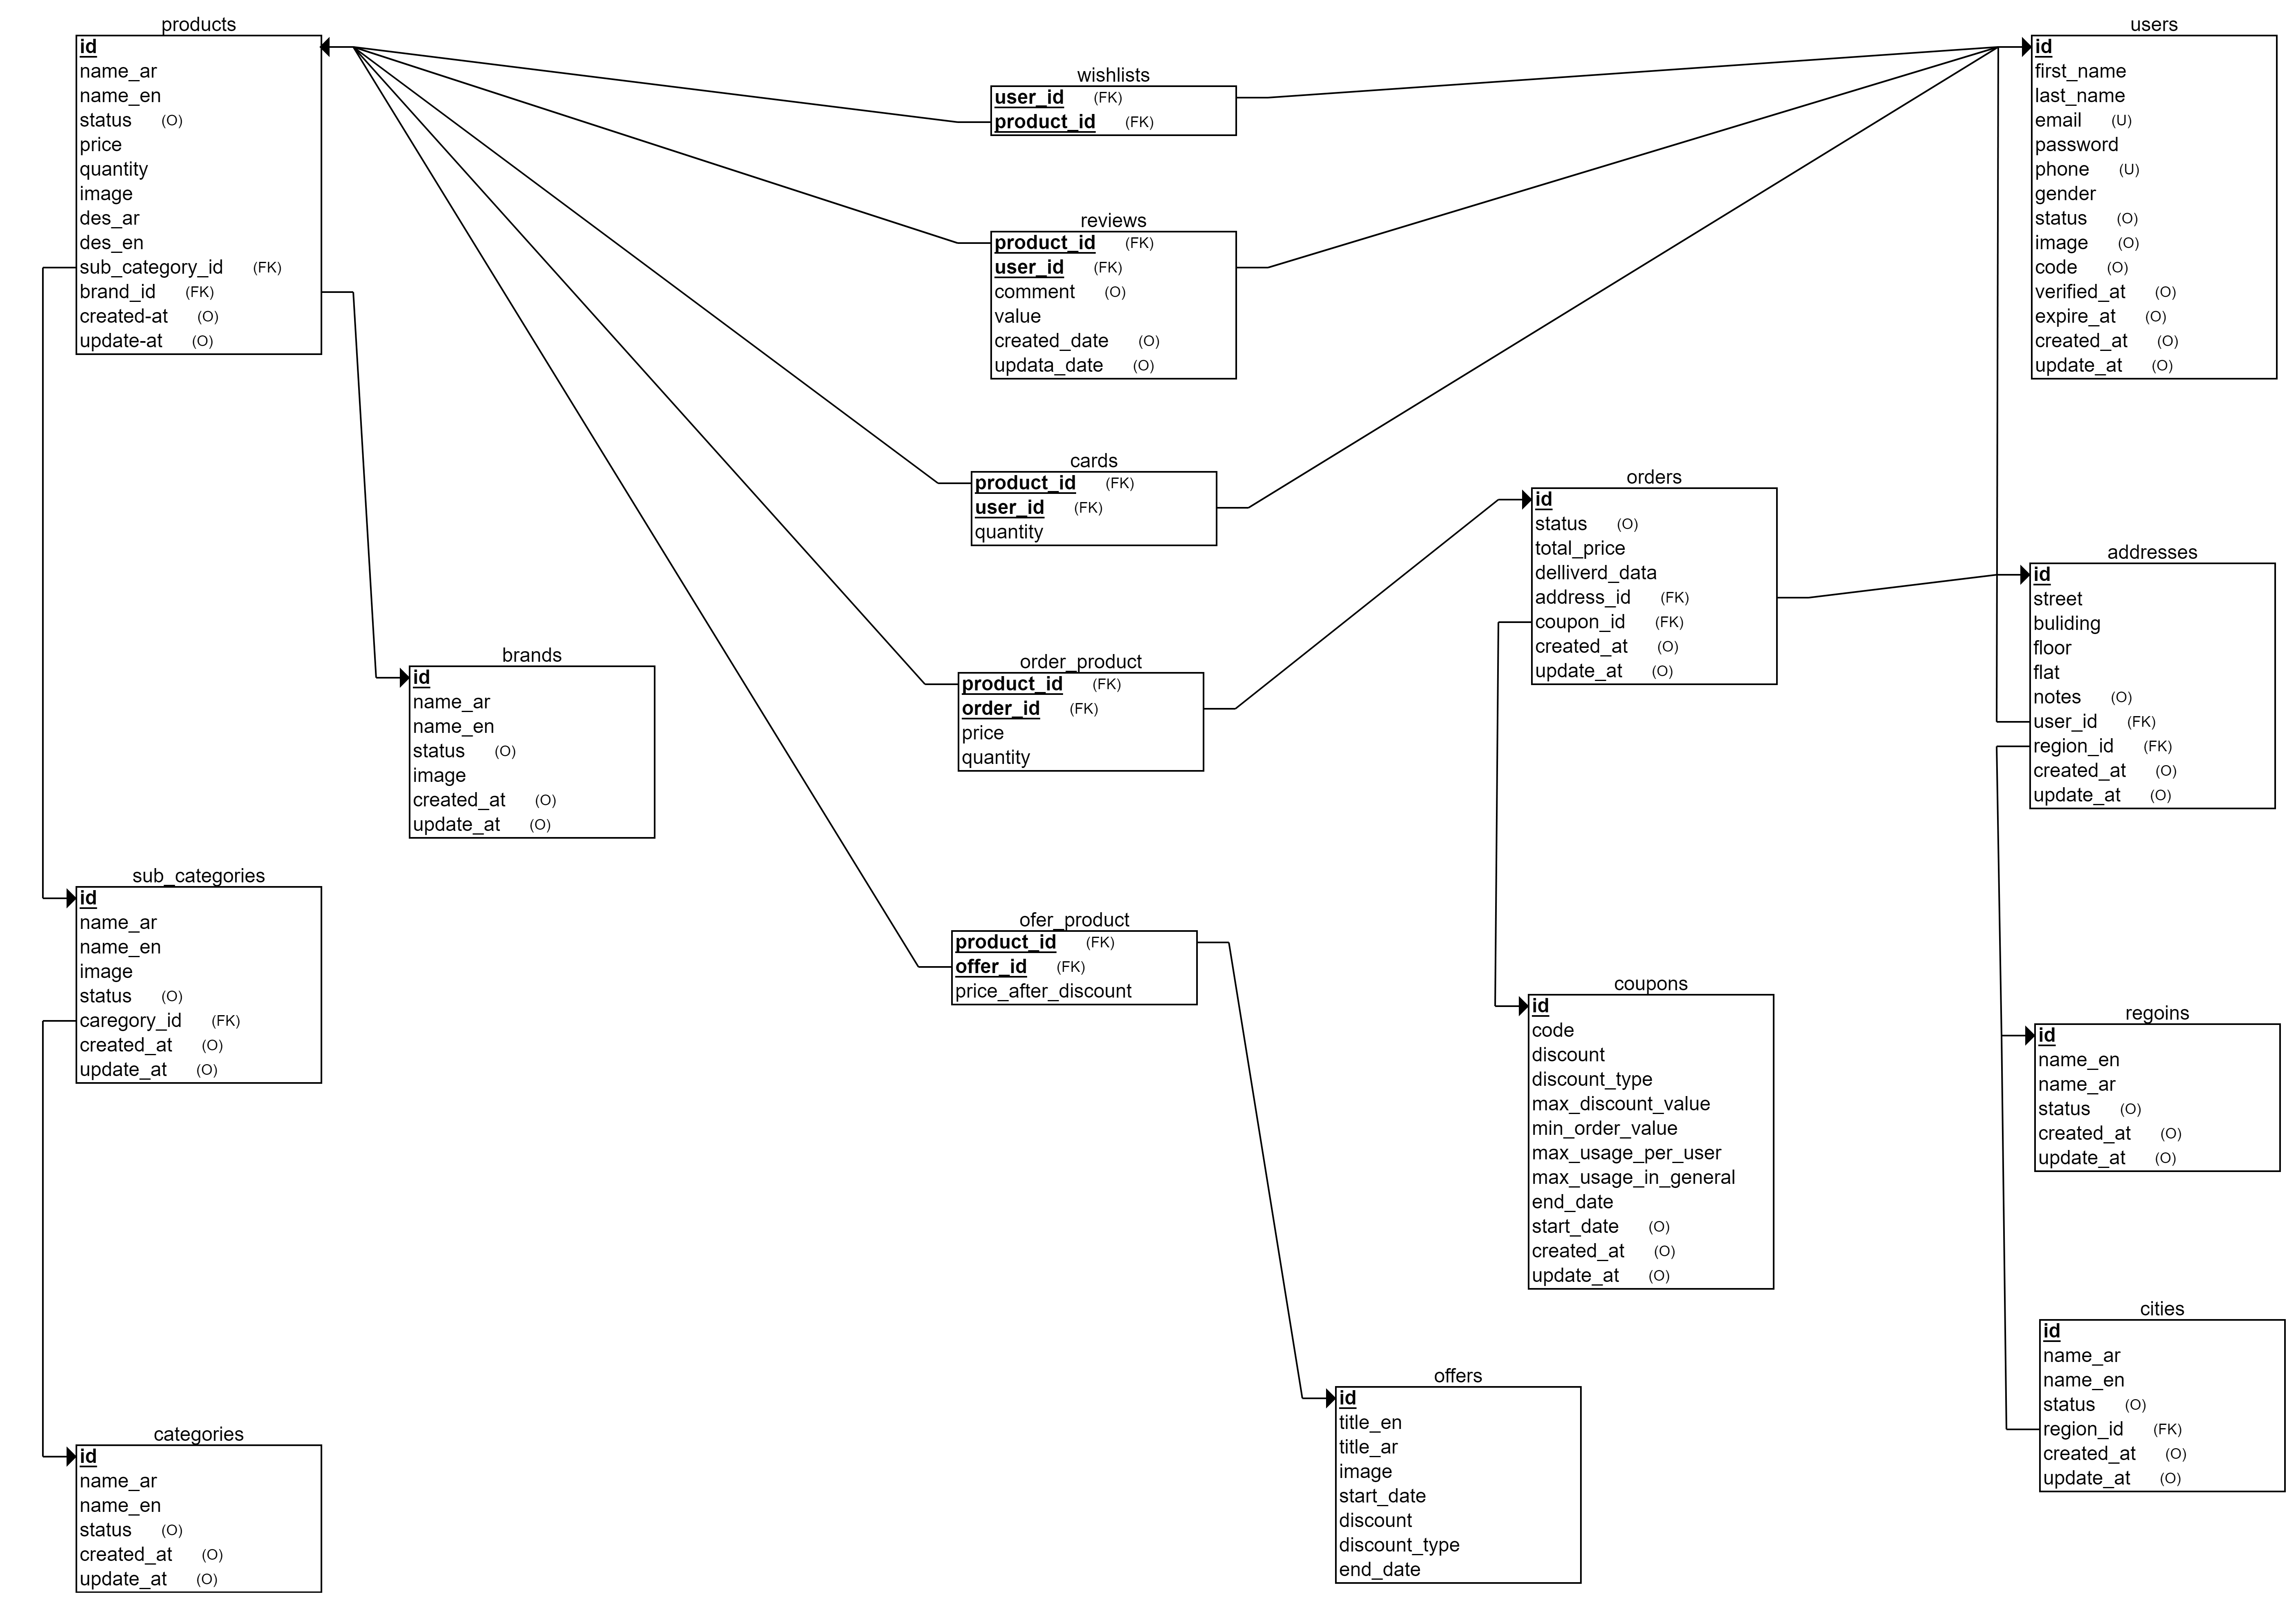 products
id
name_ar
name_en
status (O)
price
quantity
image
des_ar
des_en
sub_category_id (FK)
brand_id (FK)
created-at (O)
update-at (O)
wishlists
user_id (FK)
product_id (FK)
users
id
first_name
last_name
email (U)
password
phone (U)
gender
status (O)
image (O)
code (O)
verified_at (O)
expire_at (O)
created_at (O)
update_at (O)
reviews
product_id (FK)
user_id (FK)
comment (O)
value
created_date (O)
updata_date (O)
cards
product_id (FK)
user_id (FK)
quantity
orders
id
status (O)
total_price
delliverd_data
address_id (FK)
coupon_id (FK)
created_at (O)
update_at (O)
addresses
id
street
buliding
floor
flat
notes (O)
user_id (FK)
region_id (FK)
created_at (O)
update_at (O)
brands
id
name_ar
name_en
status (O)
image
created_at (O)
update_at (O)
order_product
product_id (FK)
order_id (FK)
price
quantity
sub_categories
id
name_ar
name_en
image
status (O)
caregory_id (FK)
created_at (O)
update_at (O)
ofer_product
product_id (FK)
offer_id (FK)
price_after_discount
coupons
id
code
discount
discount_type
max_discount_value
min_order_value
max_usage_per_user
max_usage_in_general
end_date
start_date (O)
created_at (O)
update_at (O)
regoins
id
name_en
name_ar
status (O)
created_at (O)
update_at (O)
cities
id
name_ar
name_en
status (O)
region_id (FK)
created_at (O)
update_at (O)
offers
id
title_en
title_ar
image
start_date
discount
discount_type
end_date
categories
id
name_ar
name_en
status (O)
created_at (O)
update_at (O)